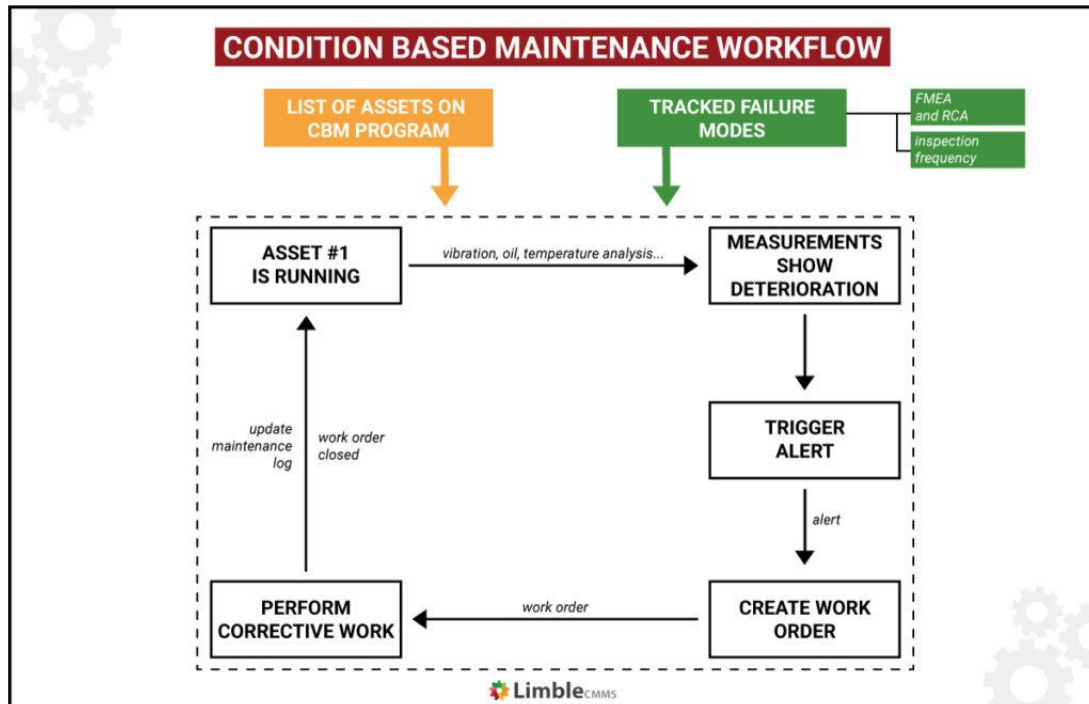 CONDITION BASED MAINTENANCE WORKFLOW
LIST OF ASSETS ON
CBM PROGRAM
TRACKED FAILURE
MODES
FMEA
and RCA
inspection
frequency
ASSET #1
IS RUNNING
vibration, oil, temperature analysis...
MEASUREMENTS
SHOW
DETERIORATION
TRIGGER
ALERT
alert
CREATE WORK
ORDER
work order
PERFORM
CORRECTIVE WORK
update
maintenance
log
work order
closed
LimbleCMMS